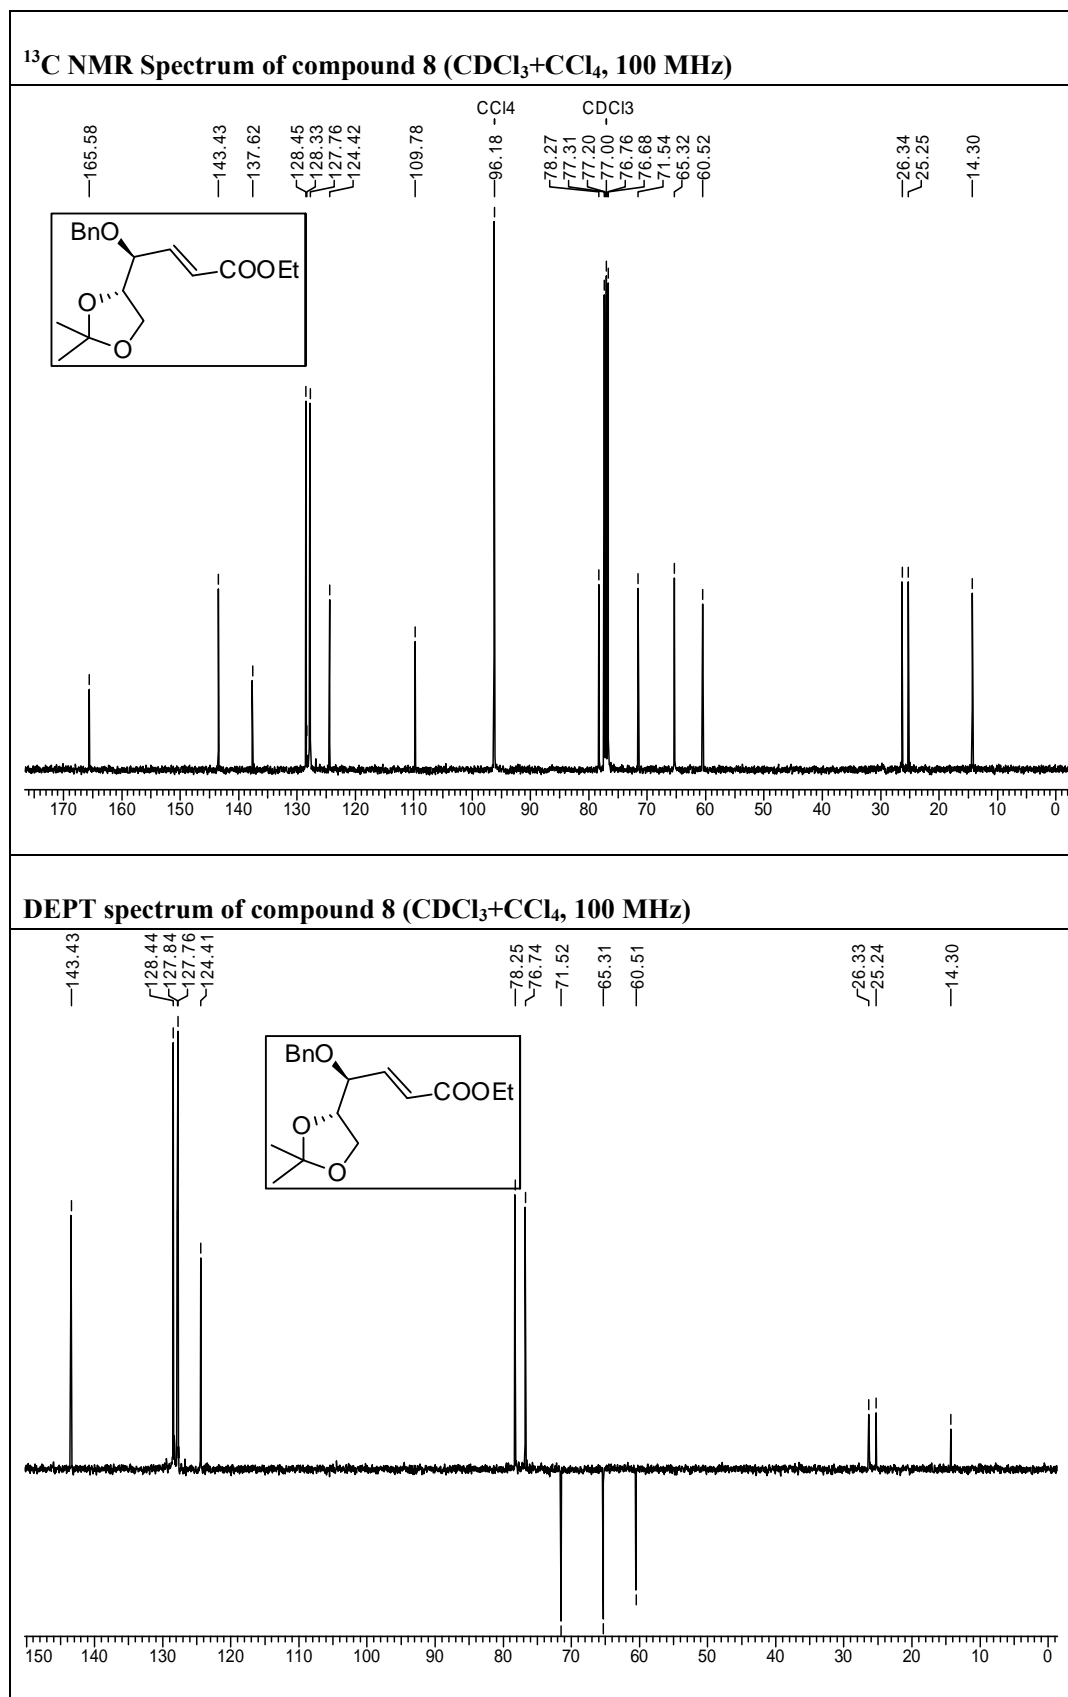 ¹³C NMR Spectrum of compound 8 (CDCl₃+CCl₄, 100 MHz)
CCl4 CDCl3
165.58 143.43 137.62 128.45 128.33 127.76 124.42 109.78 96.18 78.27 77.31 77.20 77.00 76.76 76.68 71.54 65.32 60.52 26.34 25.25 14.30
BnO
COOEt
O
O
170 160 150 140 130 120 110 100 90 80 70 60 50 40 30 20 10 0
DEPT spectrum of compound 8 (CDCl₃+CCl₄, 100 MHz)
143.43 128.44 127.84 127.76 124.41 78.25 76.74 71.52 65.31 60.51 26.33 25.24 14.30
BnO
COOEt
O
O
150 140 130 120 110 100 90 80 70 60 50 40 30 20 10 0